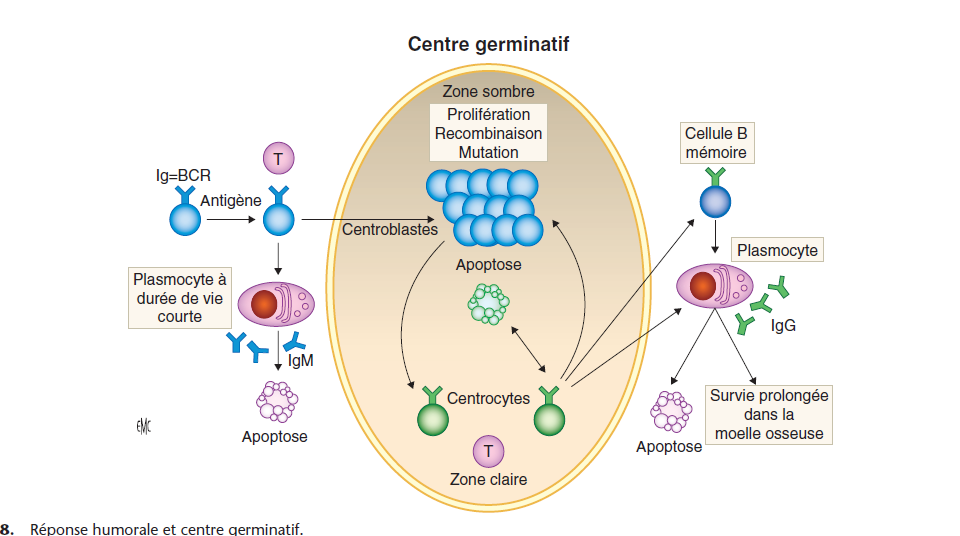 Centre germinatif
Zone sombre
Prolifération
Recombinaison
Mutation
T
Ig=BCR
Antigène
Centroblastes
Plasmocyte à
durée de vie
courte
IgM
Apoptose
Apoptose
Centrocytes
T
Zone claire
Cellule B
mémoire
Plasmocyte
IgG
Apoptose
Survie prolongée
dans la
moelle osseuse
EMC
8. Réponse humorale et centre germinatif.